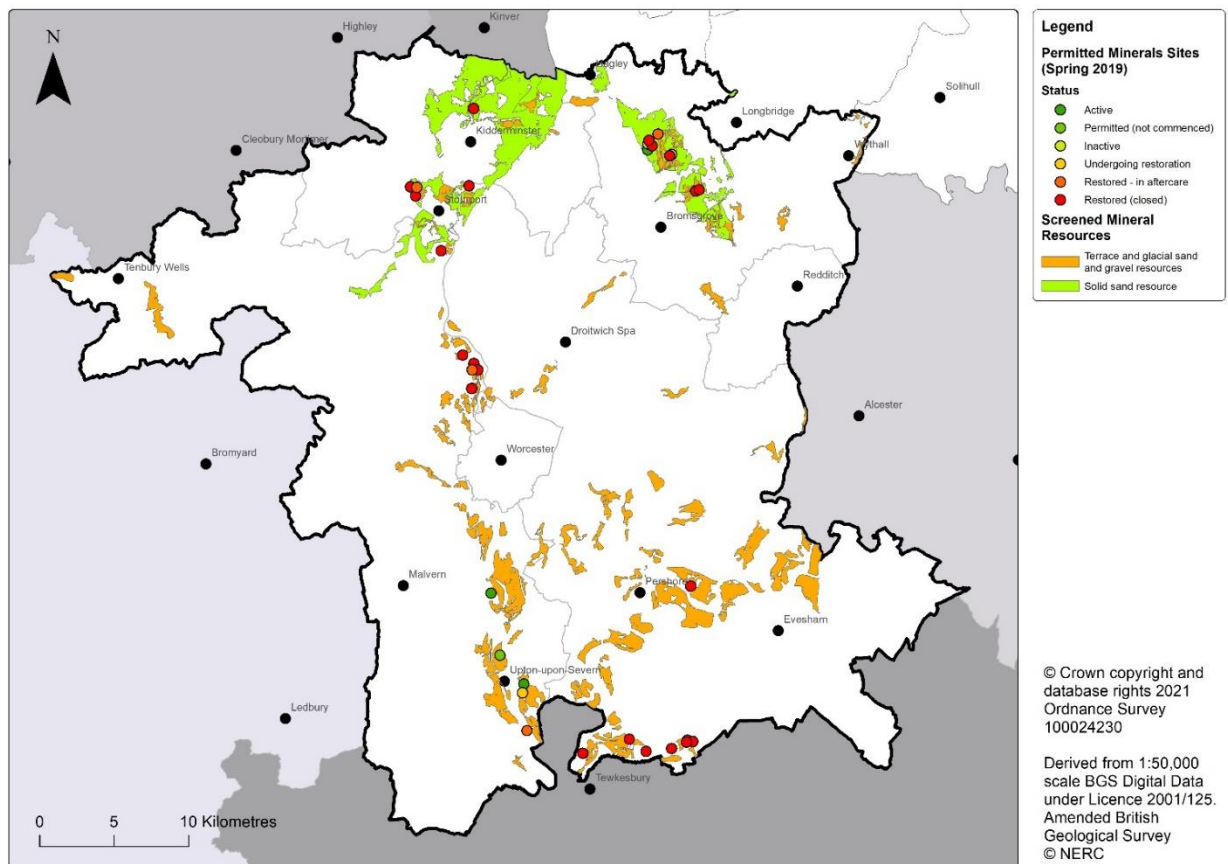 Highley
Kinver
N
Hagley
Solihull
Longbridge
Cleobury Mortimer
Kidderminster
Wythall
Stourport
Bromsgrove
Tenbury Wells
Redditch
Droitwich Spa
Alcester
Bromyard
Worcester
Malvern
Pershore
Evesham
Upton-upon-Severn
Ledbury
Tewkesbury
0 5 10 Kilometres
Legend
Permitted Minerals Sites
(Spring 2019)
Status
Active
Permitted (not commenced)
Inactive
Undergoing restoration
Restored - in aftercare
Restored (closed)
Screened Mineral
Resources
Terrace and glacial sand
and gravel resources
Solid sand resource
© Crown copyright and
database rights 2021
Ordnance Survey
100024230
Derived from 1:50,000
scale BGS Digital Data
under Licence 2001/125.
Amended British
Geological Survey
© NERC